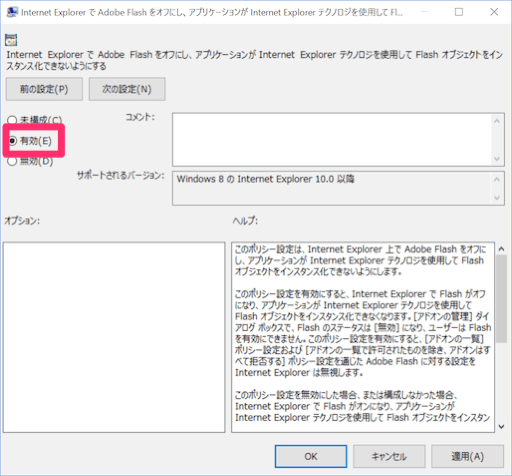 Internet Explorer で Adobe Flash をオフにし、アプリケーションが Internet Explorer テクノロジを使用して Fl...
Internet Explorer で Adobe Flash をオフにし、アプリケーションが Internet Explorer テクノロジを使用して Flash オブジェクトをイン
スタンス化できないようにする
前の設定(P) 次の設定(N)
未構成(C) コメント:
有効(E)
無効(D)
サポートされるバージョン: Windows 8 の Internet Explorer 10.0 以降
オプション: ヘルプ:
このポリシー設定は、Internet Explorer 上で Adobe Flash をオフに
し、アプリケーションが Internet Explorer テクノロジを使用して Flash
オブジェクトをインスタンス化できないようにします。
このポリシー設定を有効にすると、Internet Explorer で Flash がオフ
になり、アプリケーションが Internet Explorer テクノロジを使用して
Flash オブジェクトをインスタンス化できなくなります。[アドオンの管理] ダイ
アログ ボックスで、Flash のステータスは [無効] になり、ユーザーは Flash
を有効にできません。このポリシー設定を有効にすると、[アドオンの一覧]
ポリシー設定および [アドオンの一覧で許可されたものを除き、アドオンはす
べて拒否する] ポリシー設定を通じた Adobe Flash に対する設定を
Internet Explorer は無視します。
このポリシー設定を無効にした場合、または構成しなかった場合、
Internet Explorer で Flash がオンになり、アプリケーションが
Internet Explorer テクノロジを使用して Flash オブジェクトをインスタン
OK キャンセル 適用(A)